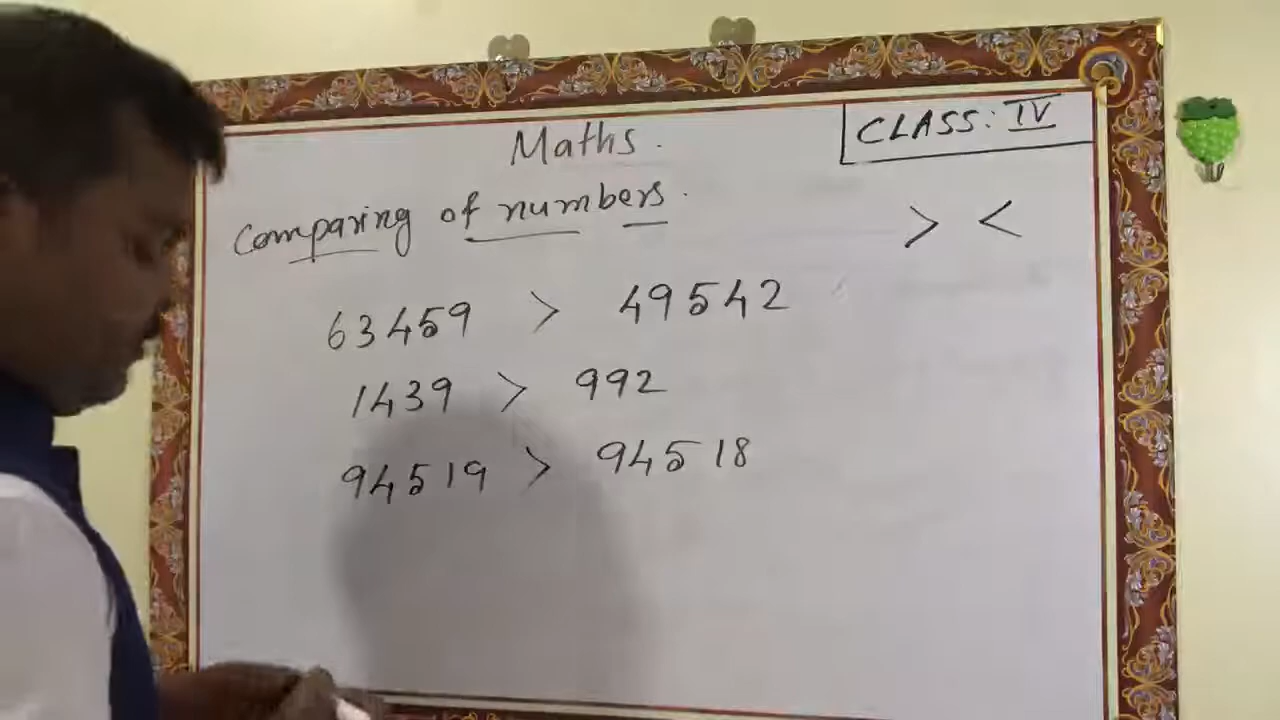 Maths.
CLASS: IV
Comparing of numbers.
> <
63459 > 49542
1439 > 992
94519 > 94518